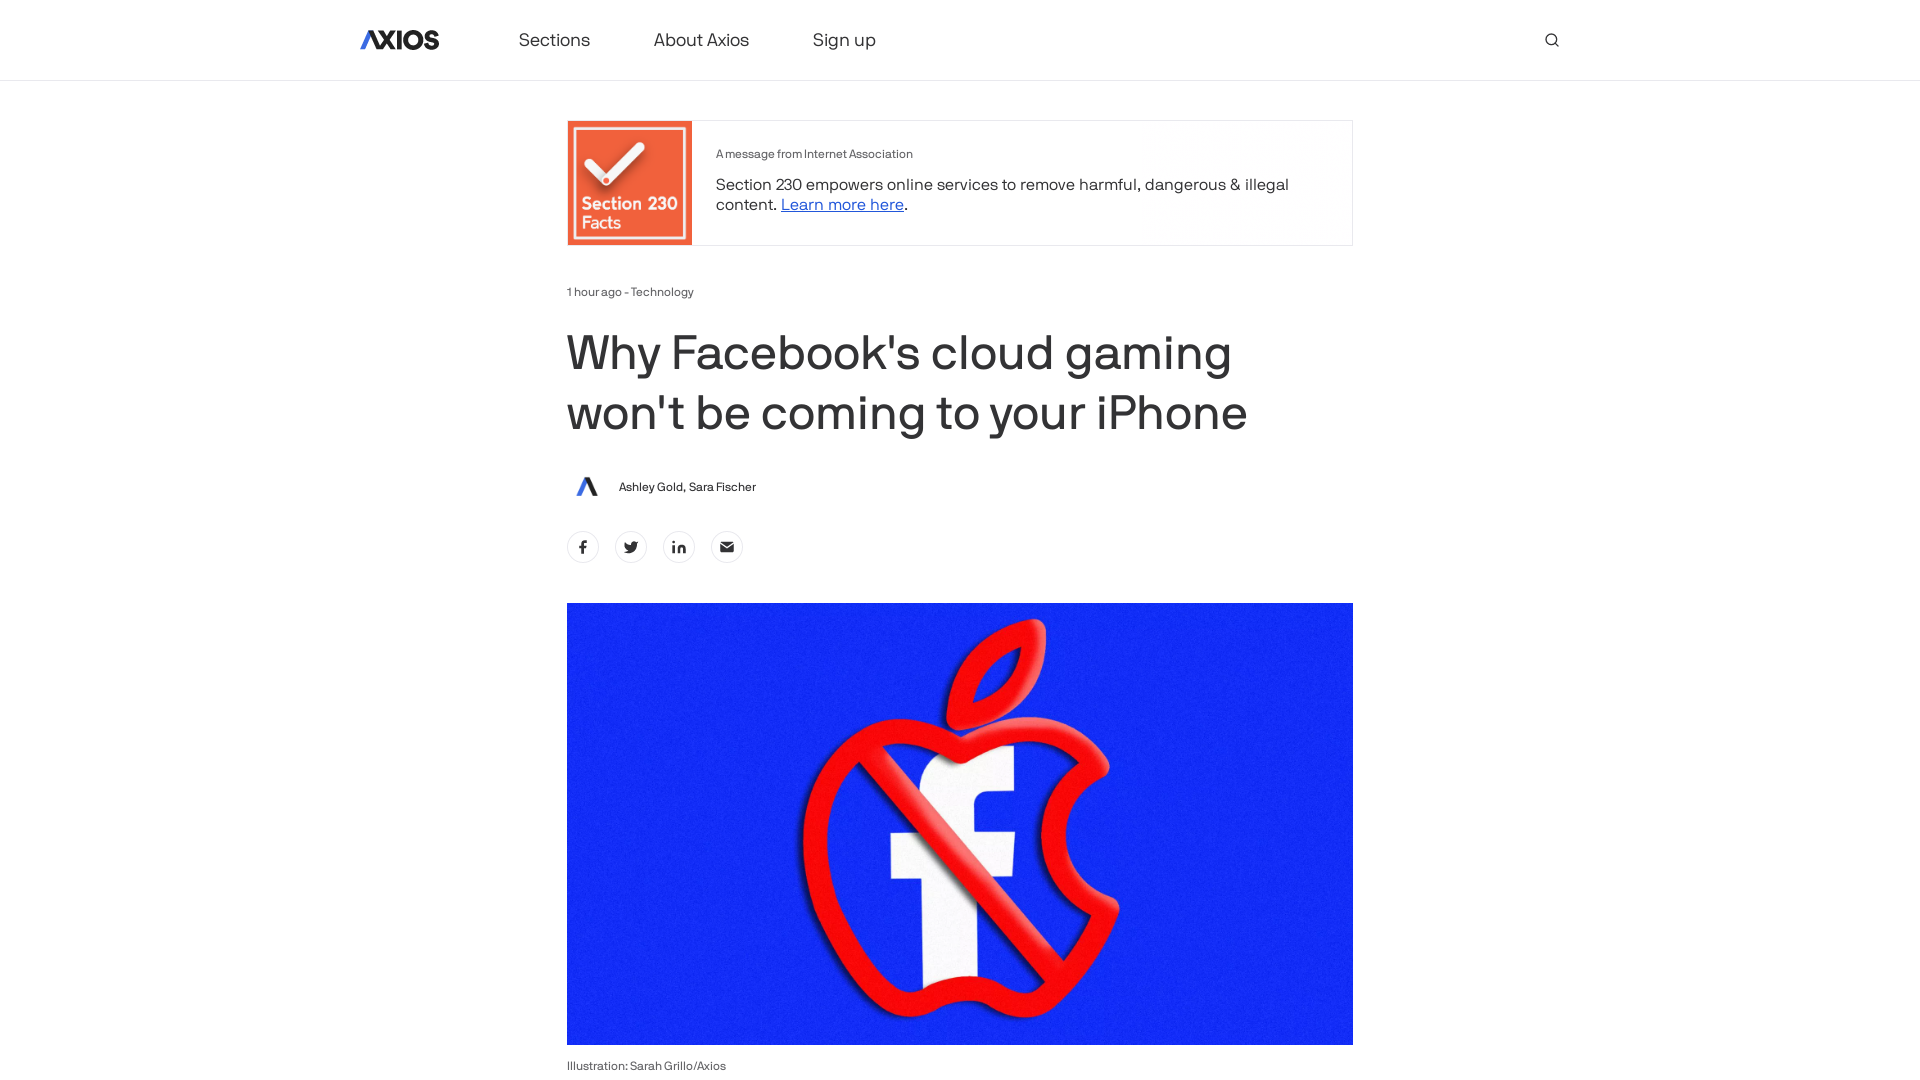 AXIOS
Sections
About Axios
Sign up
Section 230
Facts
A message from Internet Association
Section 230 empowers online services to remove harmful, dangerous & illegal
content. Learn more here.
1 hour ago - Technology
Why Facebook's cloud gaming
won't be coming to your iPhone
Ashley Gold, Sara Fischer
Illustration: Sarah Grillo/Axios